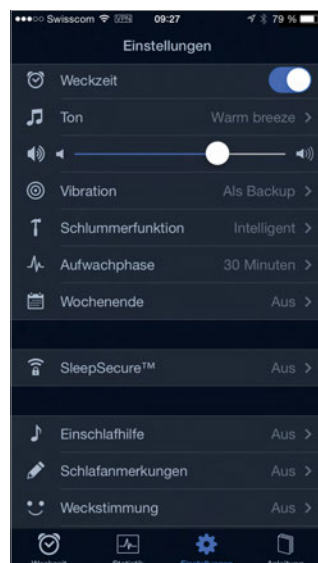 Swisscom VPN 09:27 79 %
Einstellungen
Weckzeit
Ton Warm breeze
Vibration Als Backup
Schlummerfunktion Intelligent
Aufwachphase 30 Minuten
Wochenende Aus
SleepSecure™ Aus
Einschlafhilfe Aus
Schlafanmerkungen Aus
Weckstimmung Aus